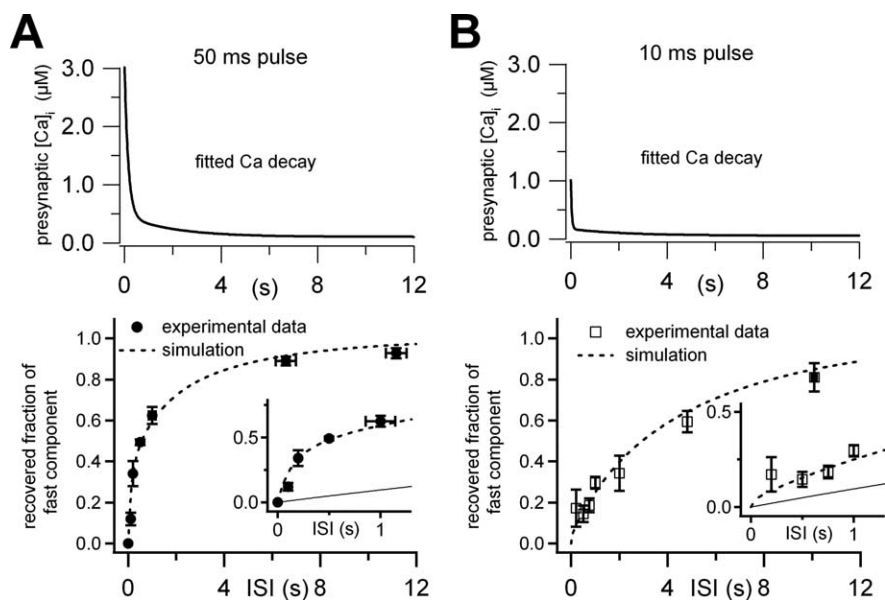 A
50 ms pulse
presynaptic [Ca]i (µM)
3.0
2.0
1.0
0.0
fitted Ca decay
0
4
8
12
(s)
B
10 ms pulse
presynaptic [Ca]i (µM)
3.0
2.0
1.0
0.0
fitted Ca decay
0
4
8
12
(s)
recovered fraction of
fast component
1.0
0.8
0.6
0.4
0.2
0.0
experimental data
simulation
0.5
0.0
0
ISI (s)
1
0
4
ISI (s)
8
12
recovered fraction of
fast component
1.0
0.8
0.6
0.4
0.2
0.0
experimental data
simulation
0.5
0.0
0
ISI (s)
1
0
4
ISI (s)
8
12